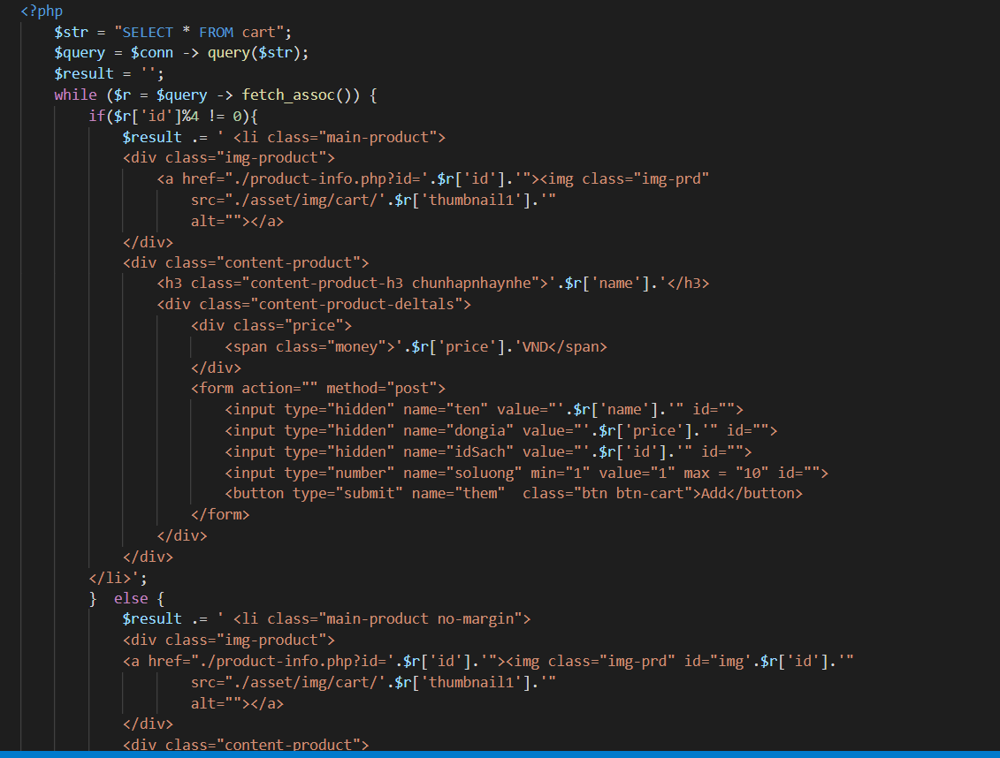 <?php
$str = "SELECT * FROM cart";
$query = $conn -> query($str);
$result = '';
while ($r = $query -> fetch_assoc()) {
if($r['id']%4 != 0){
$result .= ' <li class="main-product">
<div class="img-product">
<a href="./product-info.php?id='.$r['id'].'"><img class="img-prd"
src="./asset/img/cart/'.$r['thumbnail1'].'"
alt=""></a>
</div>
<div class="content-product">
<h3 class="content-product-h3 chunhapnhaynhe">'.$r['name'].'</h3>
<div class="content-product-deltals">
<div class="price">
<span class="money">'.$r['price'].'VND</span>
</div>
<form action="" method="post">
<input type="hidden" name="ten" value="'.$r['name'].'" id="">
<input type="hidden" name="dongia" value="'.$r['price'].'" id="">
<input type="hidden" name="idSach" value="'.$r['id'].'" id="">
<input type="number" name="soluong" min="1" value="1" max = "10" id="">
<button type="submit" name="them"  class="btn btn-cart">Add</button>
</form>
</div>
</div>
</li>';
}  else {
$result .= ' <li class="main-product no-margin">
<div class="img-product">
<a href="./product-info.php?id='.$r['id'].'"><img class="img-prd" id="img'.$r['id'].'"
src="./asset/img/cart/'.$r['thumbnail1'].'"
alt=""></a>
</div>
<div class="content-product">